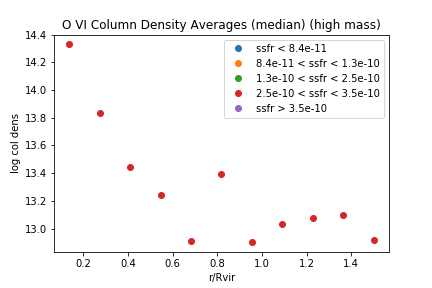 O VI Column Density Averages (median) (high mass)
ssfr < 8.4e-11
8.4e-11 < ssfr < 1.3e-10
1.3e-10 < ssfr < 2.5e-10
2.5e-10 < ssfr < 3.5e-10
ssfr > 3.5e-10
log col dens
14.4
14.2
14.0
13.8
13.6
13.4
13.2
13.0
0.2 0.4 0.6 0.8 1.0 1.2 1.4
r/Rvir